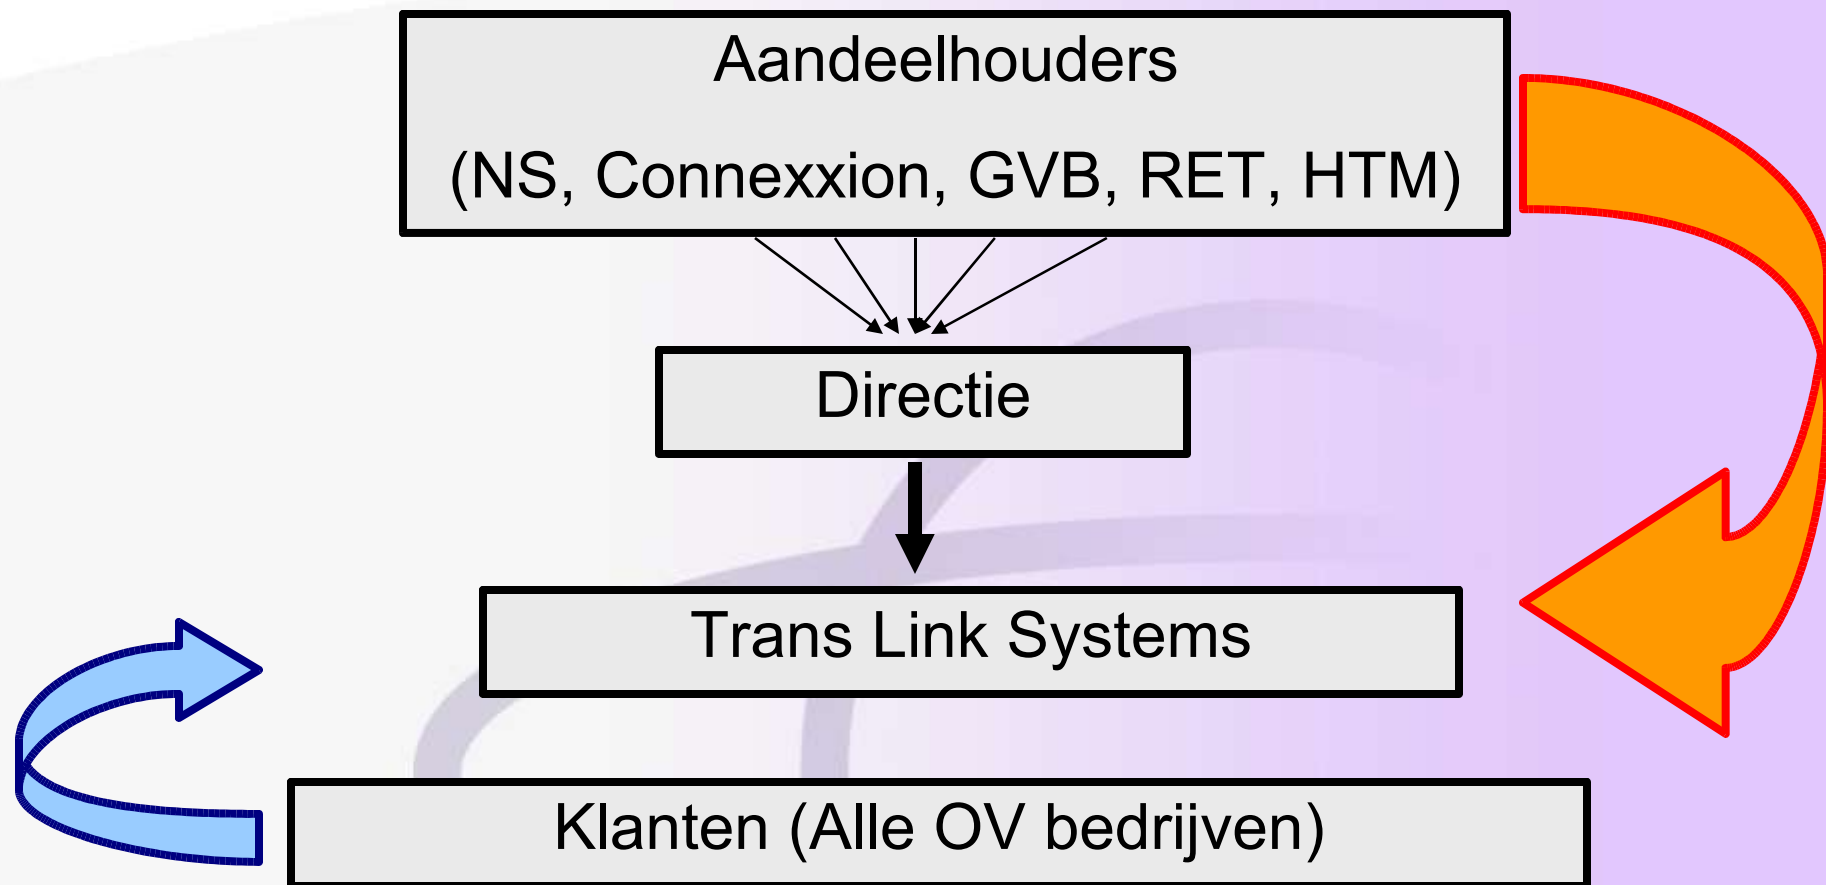 Aandeelhouders
(NS, Connexxion, GVB, RET, HTM)
Directie
Trans Link Systems
Klanten (Alle OV bedrijven)